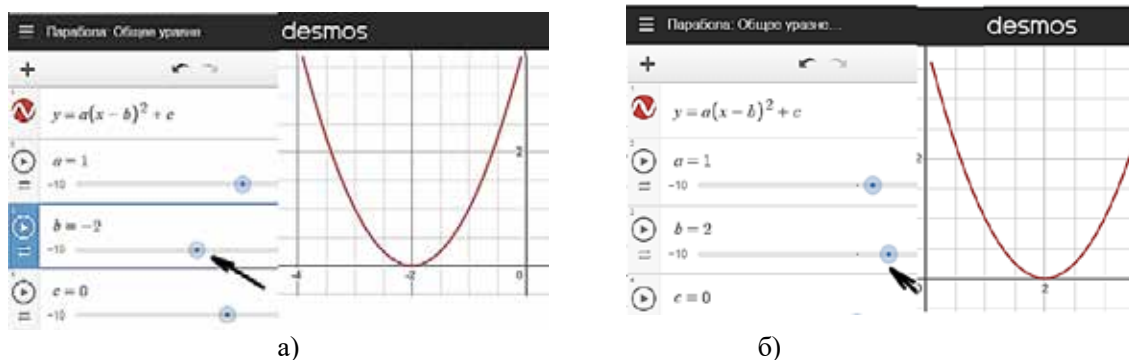 Парабола: Общее уравне
desmos
y = a(x − b)² + c
a = 1
-10
b = −2
-10
c = 0
-10
-4
-2
0
2
а)
Парабола: Общее уравне...
desmos
y = a(x − b)² + c
a = 1
-10
b = 2
-10
c = 0
2
2
б)